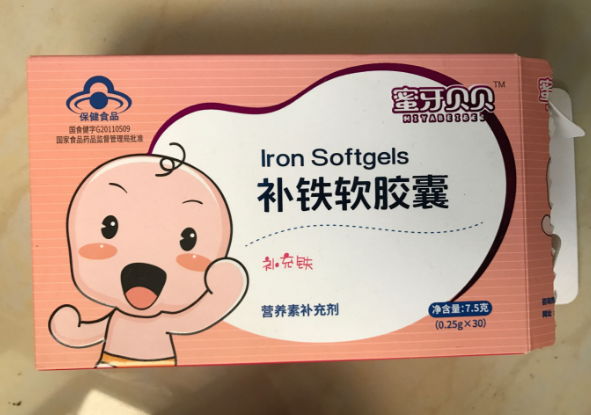 保健食品
国食健字G20110509
国家食品药品监督管理局批准
蜜牙贝贝™
MIYABEIBEI
Iron Softgels
补铁软胶囊
补充铁
营养素补充剂
净含量:7.5克
(0.25g×30)